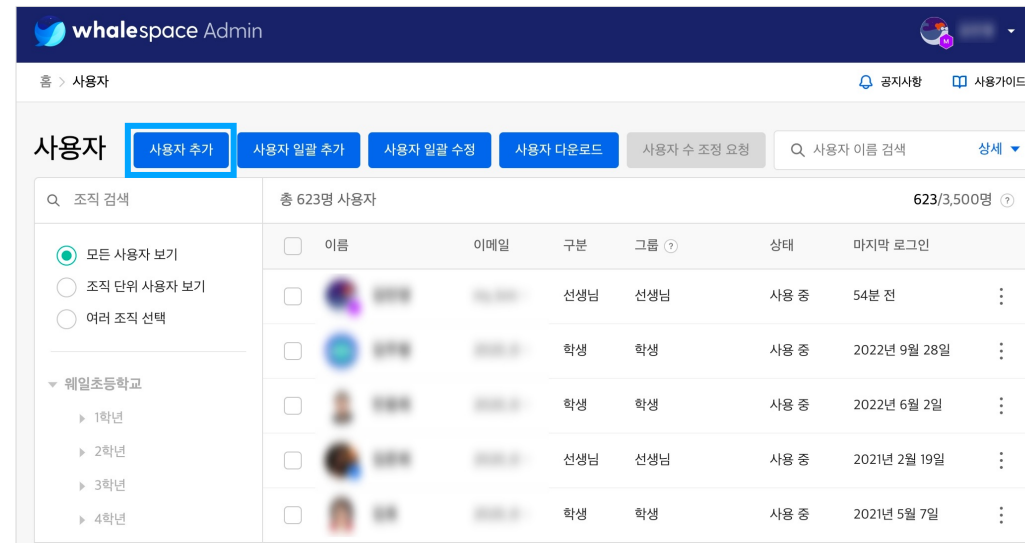 whalespace Admin
홈 > 사용자
공지사항
사용가이드
사용자
사용자 추가
사용자 일괄 추가
사용자 일괄 수정
사용자 다운로드
사용자 수 조정 요청
사용자 이름 검색
상세
조직 검색
총 623명 사용자
623/3,500명
모든 사용자 보기
조직 단위 사용자 보기
여러 조직 선택
웨일초등학교
1학년
2학년
3학년
4학년
이름 이메일 구분 그룹 상태 마지막 로그인
M
선생님 선생님 사용 중 54분 전
학생 학생 사용 중 2022년 9월 28일
학생 학생 사용 중 2022년 6월 2일
선생님 선생님 사용 중 2021년 2월 19일
학생 학생 사용 중 2021년 5월 7일